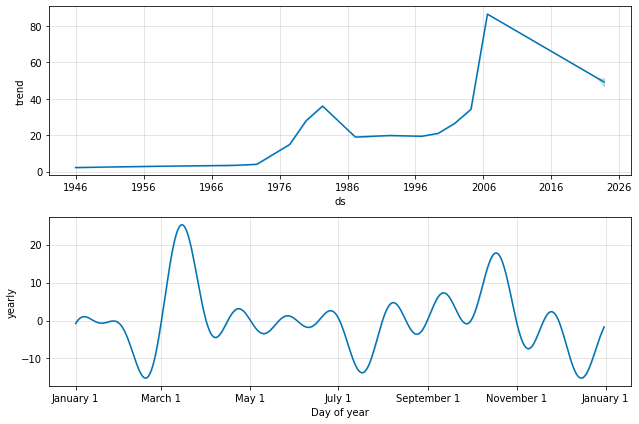 trend
80
60
40
20
0
1946 1956 1966 1976 1986 1996 2006 2016 2026
ds
yearly
20
10
0
−10
January 1 March 1 May 1 July 1 September 1 November 1 January 1
Day of year